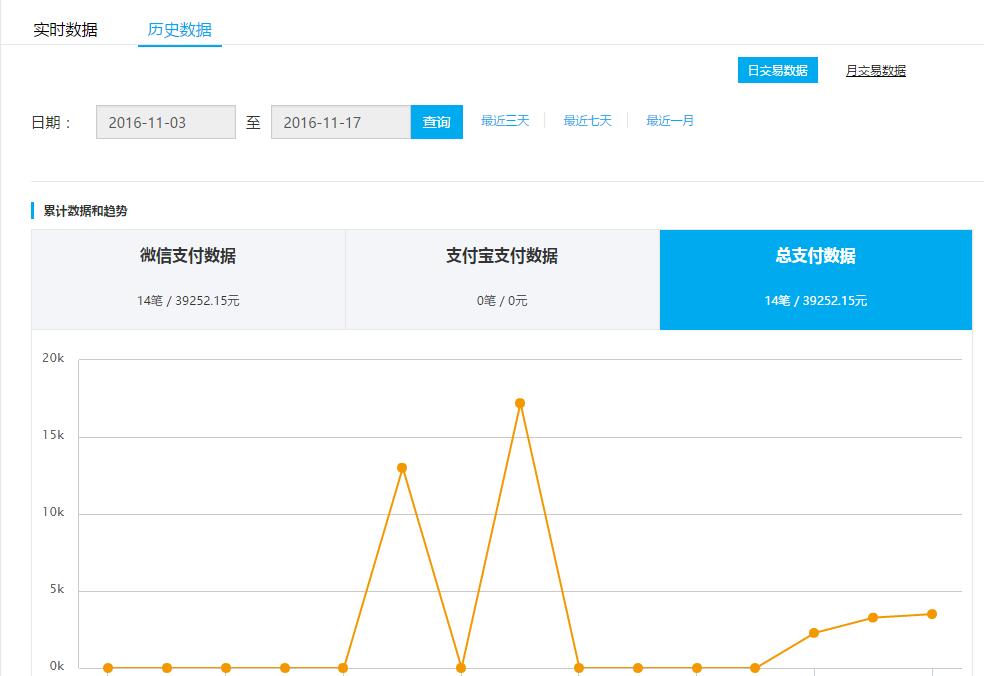 实时数据 历史数据
日交易数据 月交易数据
日期： 2016-11-03 至 2016-11-17 查询 最近三天 最近七天 最近一月
累计数据和趋势
微信支付数据 支付宝支付数据 总支付数据
14笔 / 39252.15元 0笔 / 0元 14笔 / 39252.15元
20k
15k
10k
5k
0k